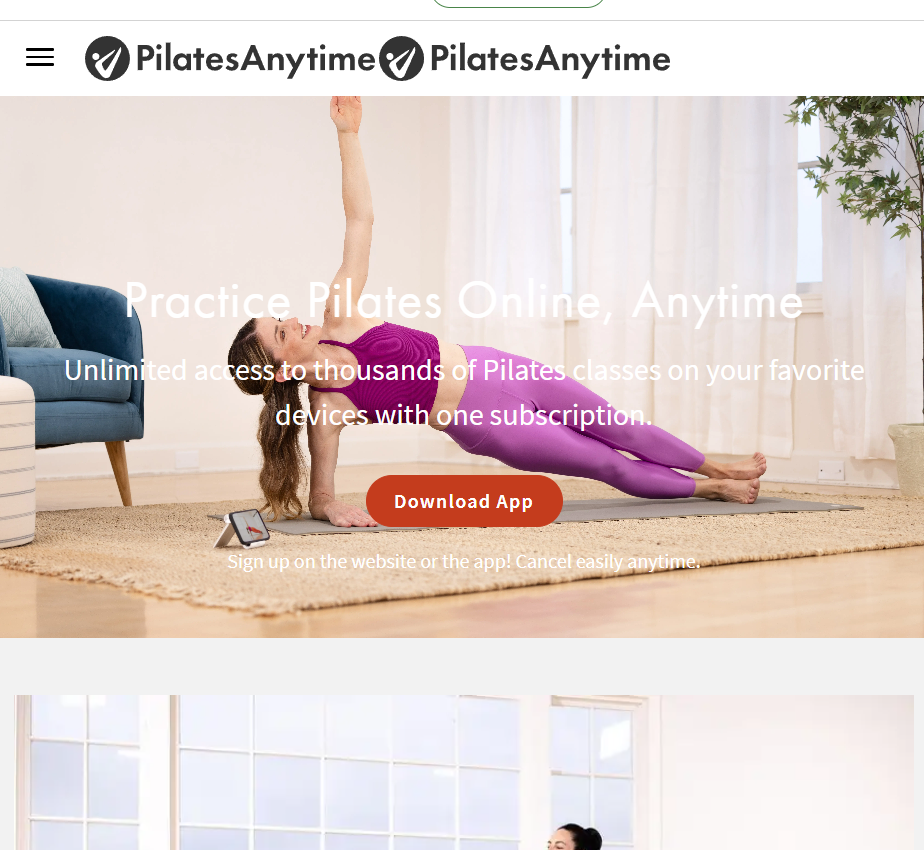 PilatesAnytime PilatesAnytime
Practice Pilates Online, Anytime
Unlimited access to thousands of Pilates classes on your favorite
devices with one subscription.
Download App
Sign up on the website or the app! Cancel easily anytime.